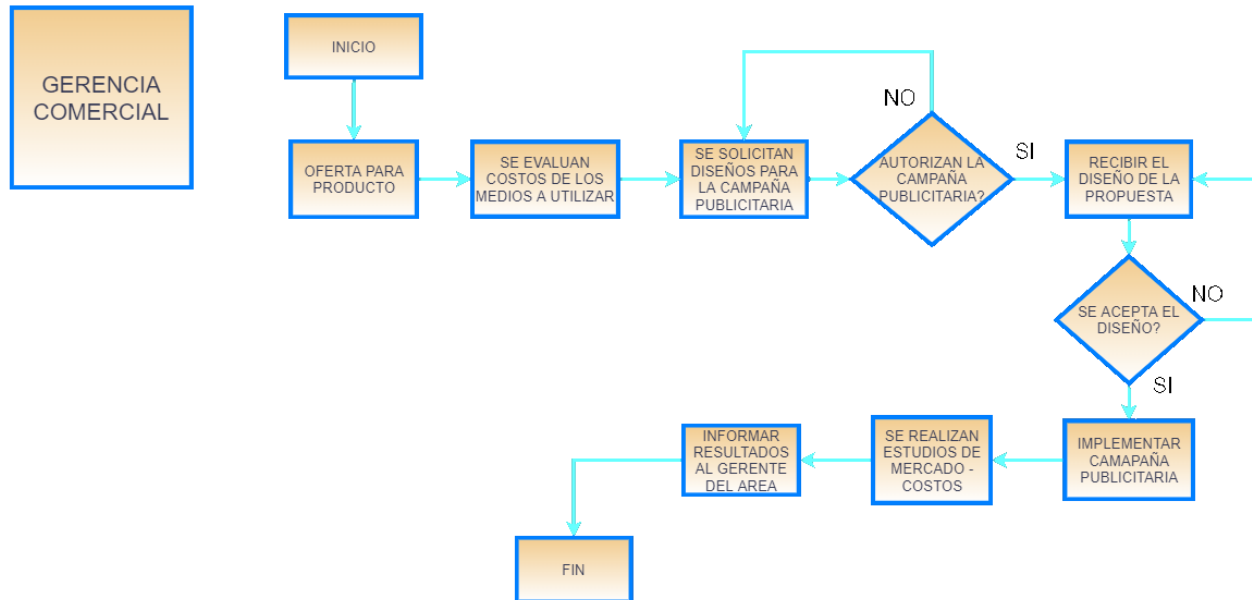 GERENCIA
COMERCIAL
INICIO
OFERTA PARA
PRODUCTO
SE EVALUAN
COSTOS DE LOS
MEDIOS A UTILIZAR
SE SOLICITAN
DISEÑOS PARA
LA CAMPAÑA
PUBLICITARIA
NO
AUTORIZAN LA
CAMPAÑA
PUBLICITARIA?
SI
RECIBIR EL
DISEÑO DE LA
PROPUESTA
SE ACEPTA EL
DISEÑO?
NO
SI
IMPLEMENTAR
CAMAPAÑA
PUBLICITARIA
SE REALIZAN
ESTUDIOS DE
MERCADO -
COSTOS
INFORMAR
RESULTADOS
AL GERENTE
DEL AREA
FIN